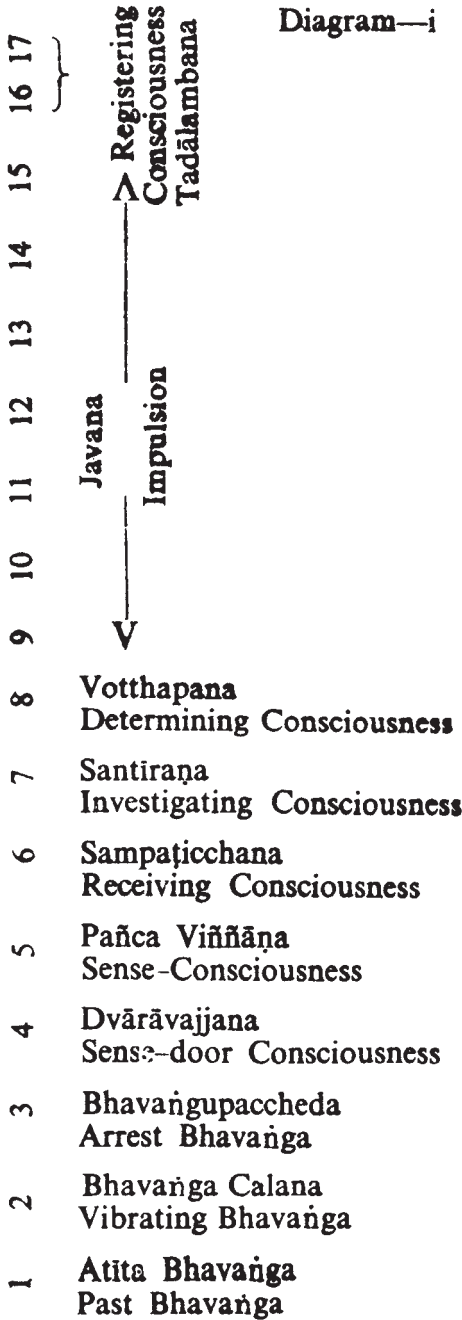 Diagram—i
17
16
15
14
13
12
11
10
9
8
7
6
5
4
3
2
1
Registering
Consciousness
Tadālambana
Javana
Impulsion
Votthapana
Determining Consciousness
Santīraṇa
Investigating Consciousness
Sampaṭicchana
Receiving Consciousness
Pañca Viññāṇa
Sense-Consciousness
Dvārāvajjana
Sense-door Consciousness
Bhavaṅgupaccheda
Arrest Bhavaṅga
Bhavaṅga Calana
Vibrating Bhavaṅga
Atīta Bhavaṅga
Past Bhavaṅga